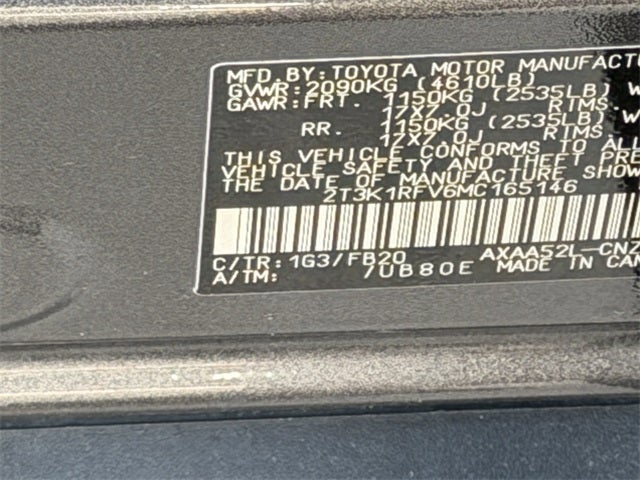 MFD. BY: TOYOTA MOTOR MANUFACTU
GVWR: 2090KG (4610LB)
GAWR: FRT. 1150KG (2535LB) W
17X7.0J RIMS.
RR. 1150KG (2535LB) W
17X7.0J RIMS.
THIS VEHICLE CONFORMS TO ALL
VEHICLE SAFETY AND THEFT PRE
THE DATE OF MANUFACTURE SHOW
2T3K1RFV6MC165146
C/TR: 1G3/FB20 AXAA52L-CNZ
A/TM: /UB80E MADE IN CAN